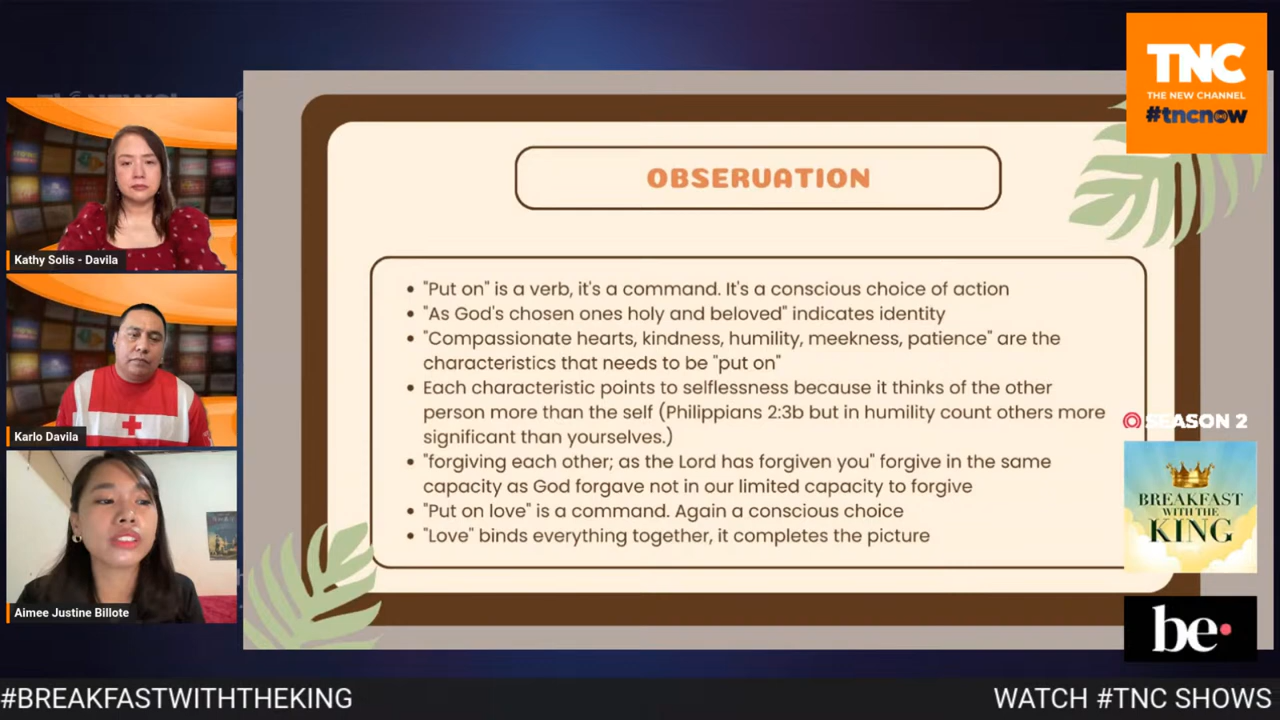 TNC
THE NEW CHANNEL
#tncnow
OBSERVATION
Kathy Solis - Davila
Karlo Davila
Aimee Justine Billote
• "Put on" is a verb, it's a command. It's a conscious choice of action
• "As God's chosen ones holy and beloved" indicates identity
• "Compassionate hearts, kindness, humility, meekness, patience" are the
characteristics that needs to be "put on"
• Each characteristic points to selflessness because it thinks of the other
person more than the self (Philippians 2:3b but in humility count others more
significant than yourselves.)
• "forgiving each other; as the Lord has forgiven you" forgive in the same
capacity as God forgave not in our limited capacity to forgive
• "Put on love" is a command. Again a conscious choice
• "Love" binds everything together, it completes the picture
SEASON 2
BREAKFAST
WITH THE
KING
be
#BREAKFASTWITHTHEKING
WATCH #TNC SHOWS